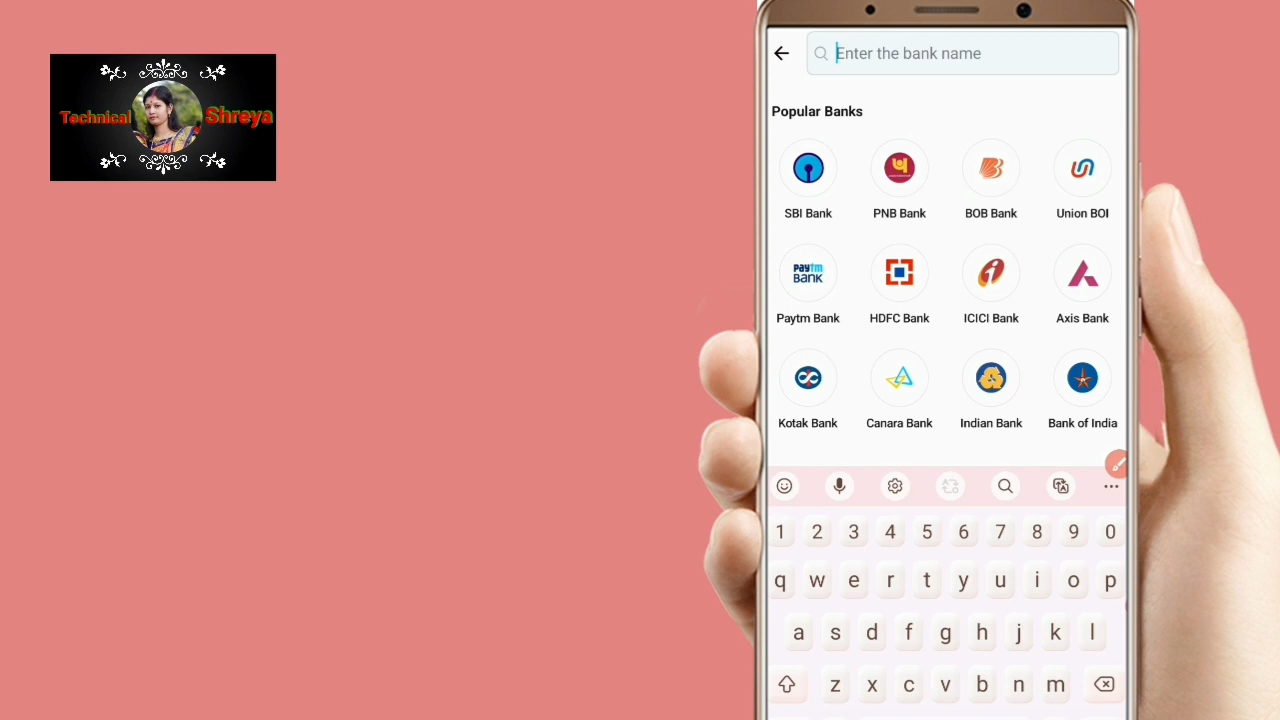 Technical Shreya
Enter the bank name
Popular Banks
SBI Bank PNB Bank BOB Bank Union BOI
Paytm BANK
Paytm Bank HDFC Bank ICICI Bank Axis Bank
Kotak Bank Canara Bank Indian Bank Bank of India
1 2 3 4 5 6 7 8 9 0
q w e r t y u i o p
a s d f g h j k l
z x c v b n m